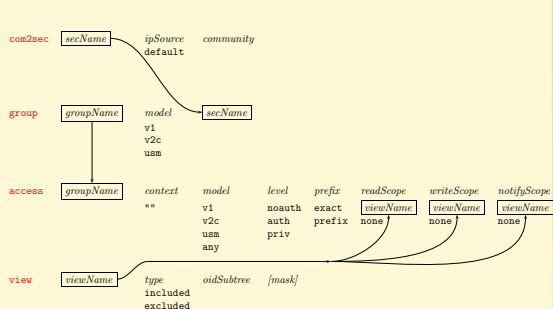 com2sec secName ipSource community
default
group groupName model secName
v1
v2c
usm
access groupName context model level prefix readScope writeScope notifyScope
"" v1 noauth exact viewName viewName viewName
v2c auth prefix none none none
usm priv
any
view viewName type oidSubtree [mask]
included
excluded